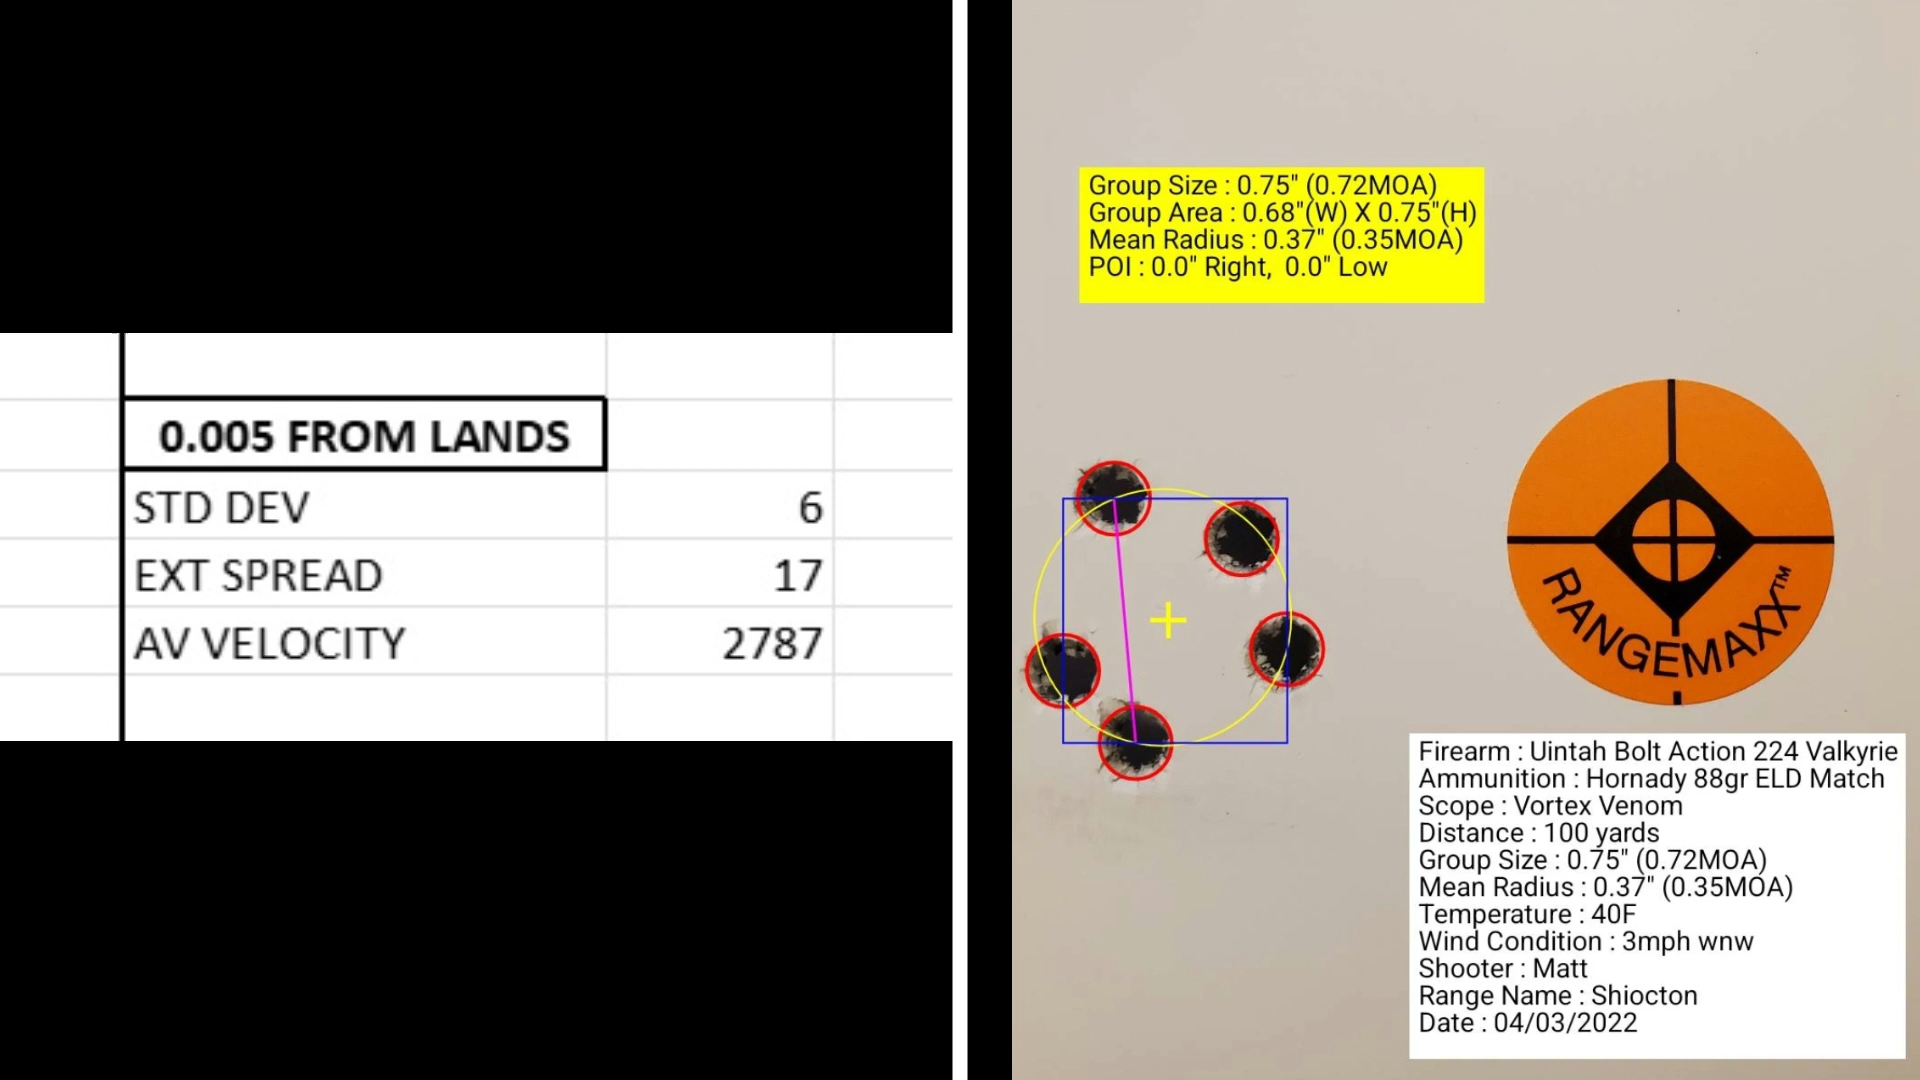 0.005 FROM LANDS
STD DEV 6
EXT SPREAD 17
AV VELOCITY 2787
Group Size : 0.75" (0.72MOA)
Group Area : 0.68"(W) X 0.75"(H)
Mean Radius : 0.37" (0.35MOA)
POI : 0.0" Right, 0.0" Low
RANGEMAXX™
Firearm : Uintah Bolt Action 224 Valkyrie
Ammunition : Hornady 88gr ELD Match
Scope : Vortex Venom
Distance : 100 yards
Group Size : 0.75" (0.72MOA)
Mean Radius : 0.37" (0.35MOA)
Temperature : 40F
Wind Condition : 3mph wnw
Shooter : Matt
Range Name : Shiocton
Date : 04/03/2022